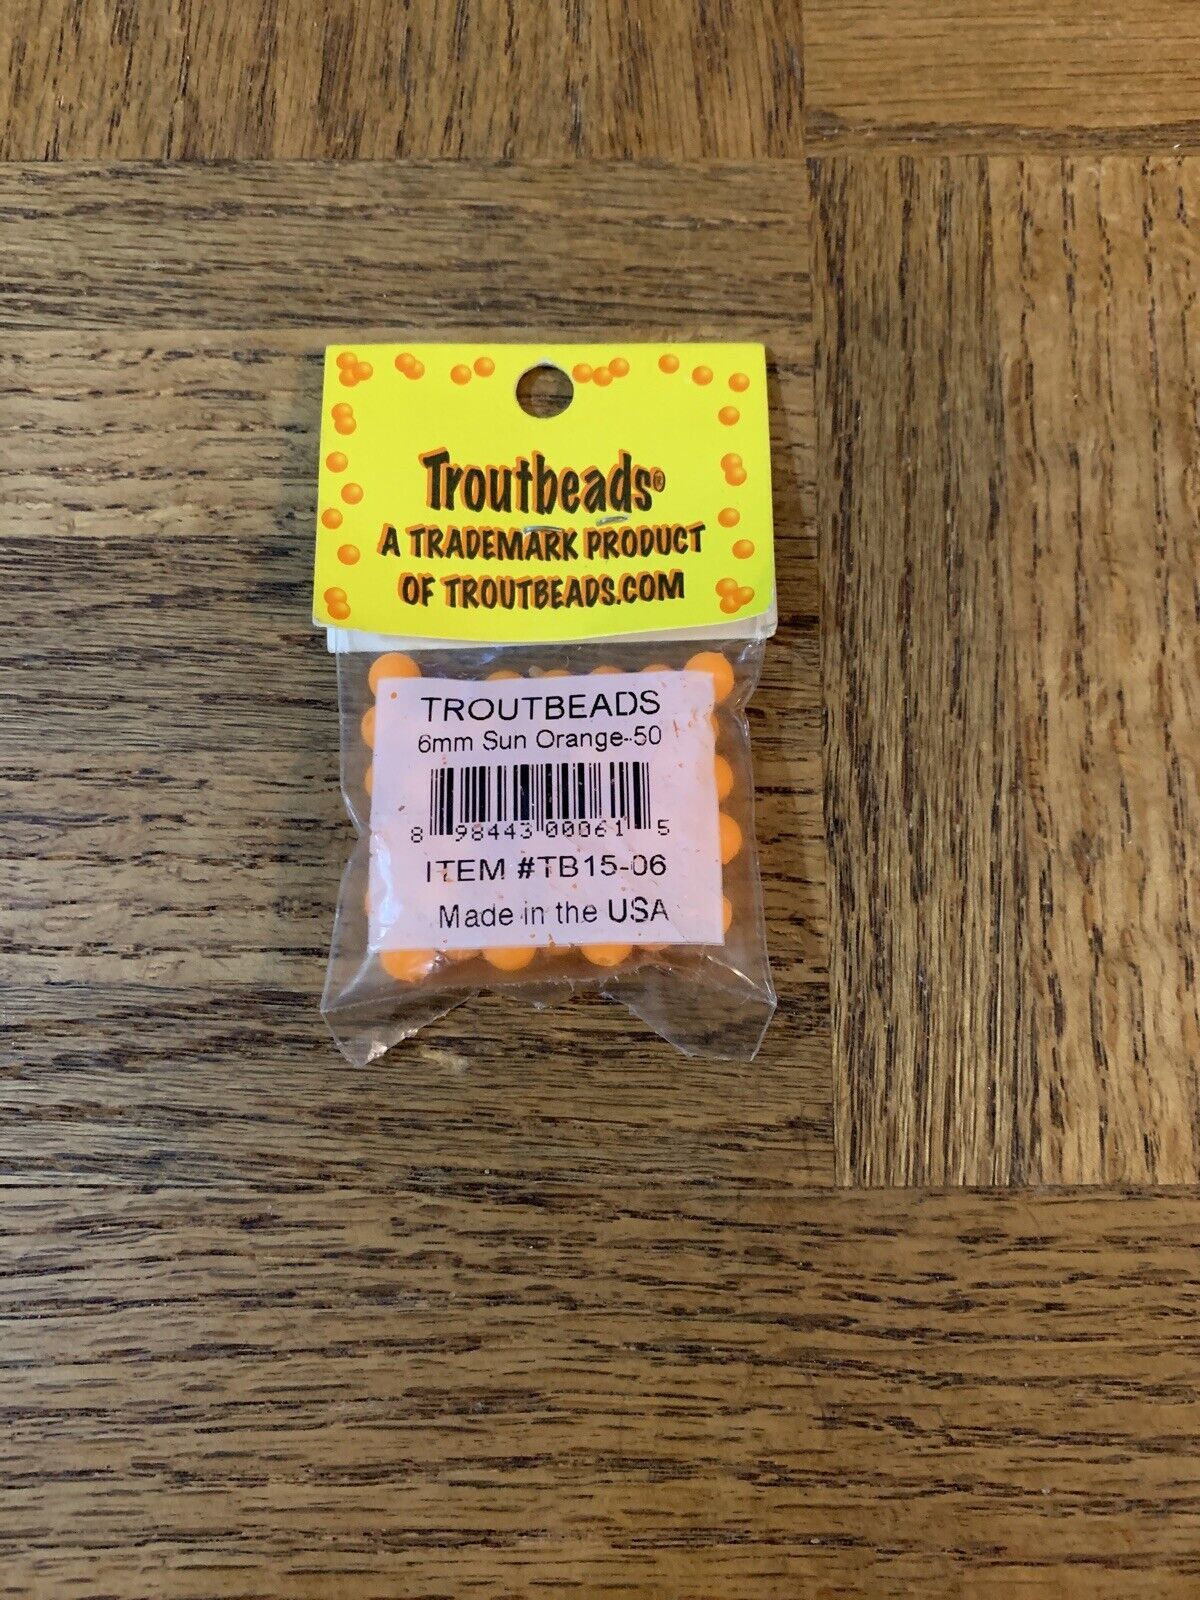 Troutbeads®
A TRADEMARK PRODUCT
OF TROUTBEADS.COM
TROUTBEADS
6mm Sun Orange-50
8 98443 00061 5
ITEM #TB15-06
Made in the USA